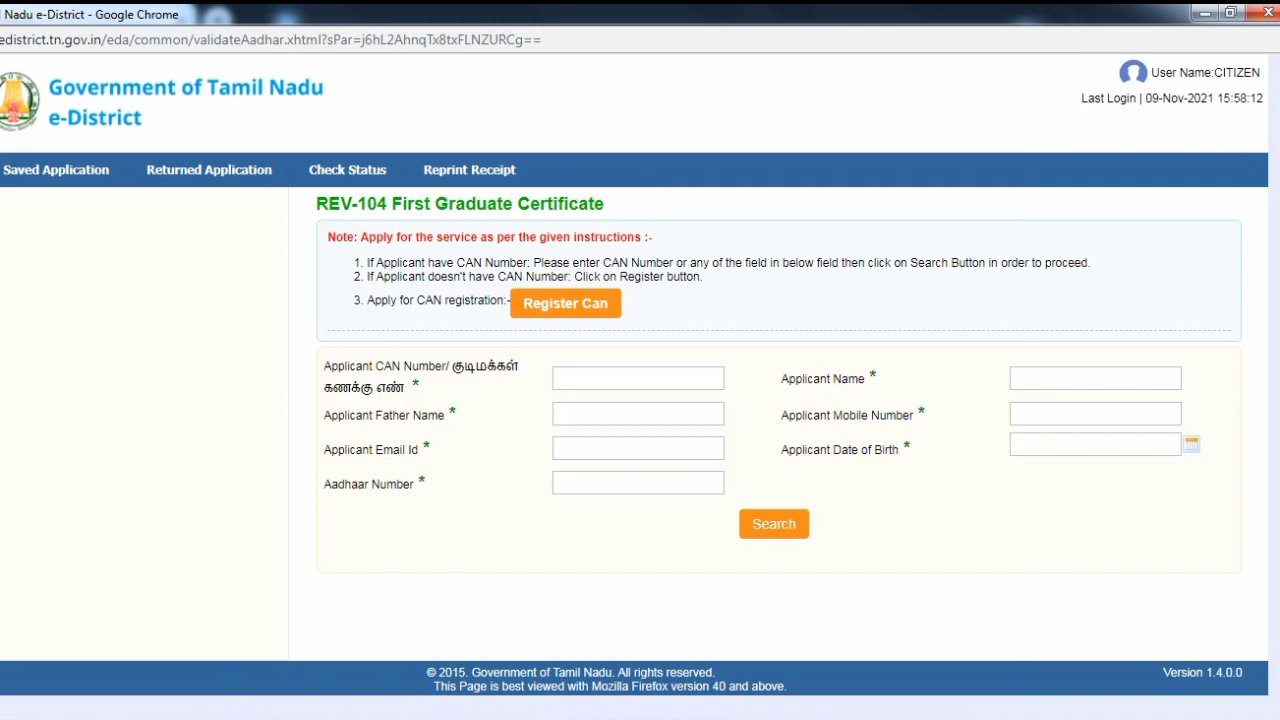 Nadu e-District - Google Chrome
edistrict.tn.gov.in/eda/common/validateAadhar.xhtml?sPar=j6hL2AhnqTx8txFLNZURCg==
Government of Tamil Nadu
e-District
User Name:CITIZEN
Last Login | 09-Nov-2021 15:58:12
Saved Application Returned Application Check Status Reprint Receipt
REV-104 First Graduate Certificate
Note: Apply for the service as per the given instructions :-
1. If Applicant have CAN Number: Please enter CAN Number or any of the field in below field then click on Search Button in order to proceed.
2. If Applicant doesn't have CAN Number: Click on Register button.
3. Apply for CAN registration:- Register Can
Applicant CAN Number/ குடிமக்கள்
கணக்கு எண் *
Applicant Name *
Applicant Father Name *
Applicant Mobile Number *
Applicant Email Id *
Applicant Date of Birth *
Aadhaar Number *
Search
© 2015. Government of Tamil Nadu. All rights reserved.
This Page is best viewed with Mozilla Firefox version 40 and above.
Version 1.4.0.0